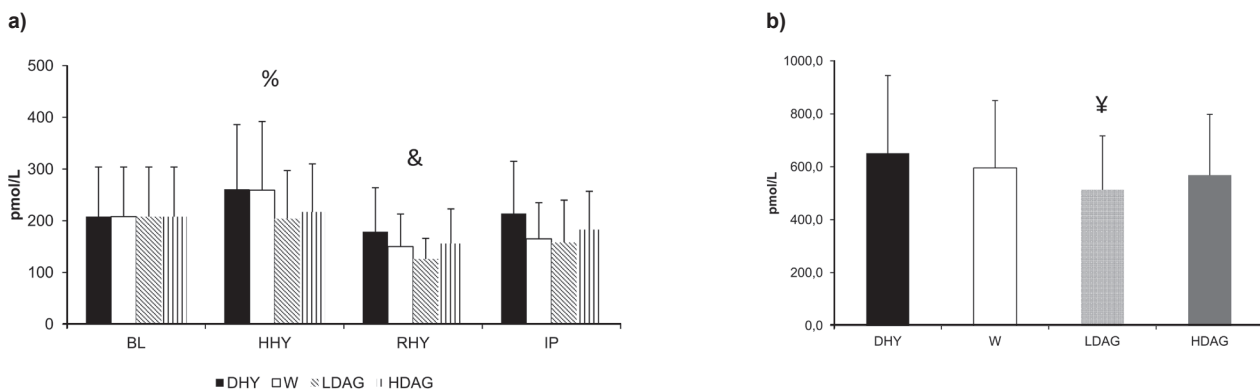 a)
pmol/L
500
400
300
200
100
0
%
&
BL HHY RHY IP
DHY W LDAG HDAG
b)
pmol/L
1000,0
800,0
600,0
400,0
200,0
0,0
¥
DHY W LDAG HDAG